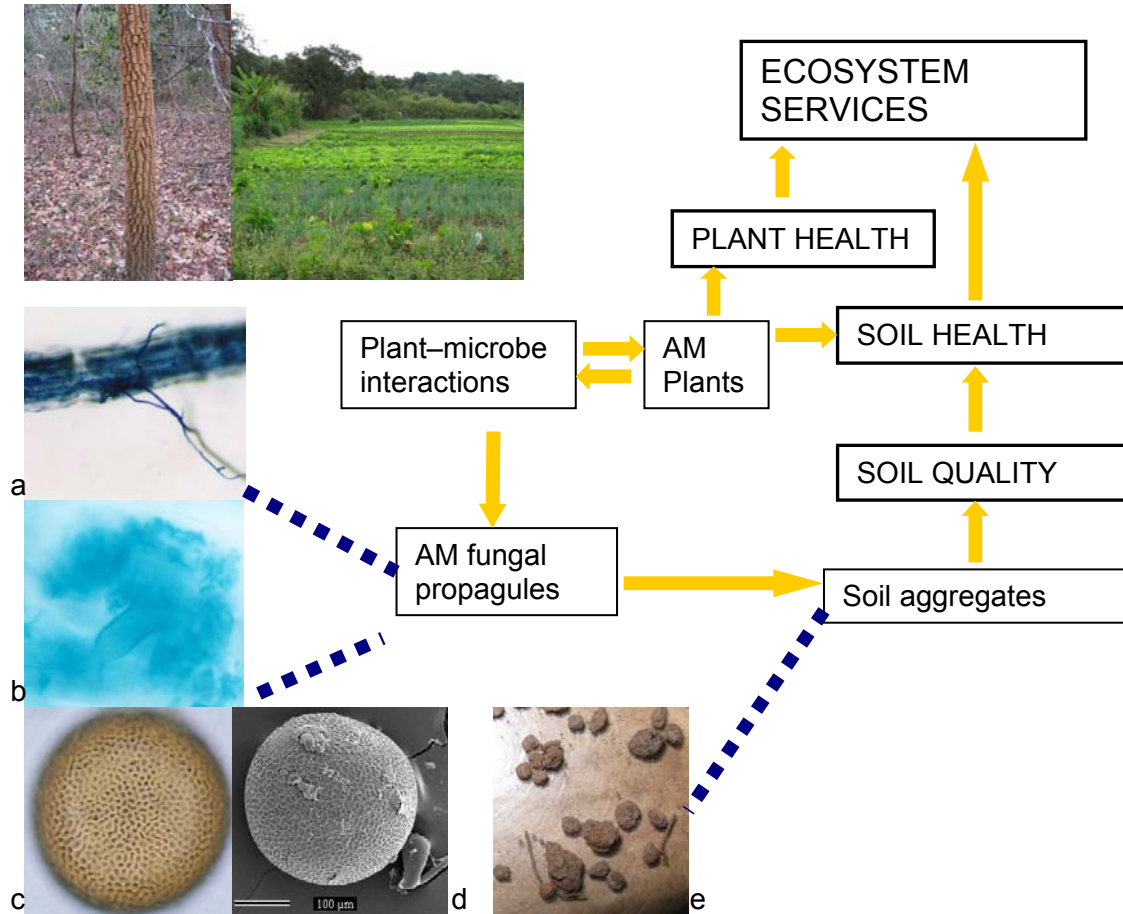 ECOSYSTEM
SERVICES
PLANT HEALTH
Plant–microbe
interactions
AM
Plants
SOIL HEALTH
SOIL QUALITY
AM fungal
propagules
Soil aggregates
a
b
c
100 µm
d
e